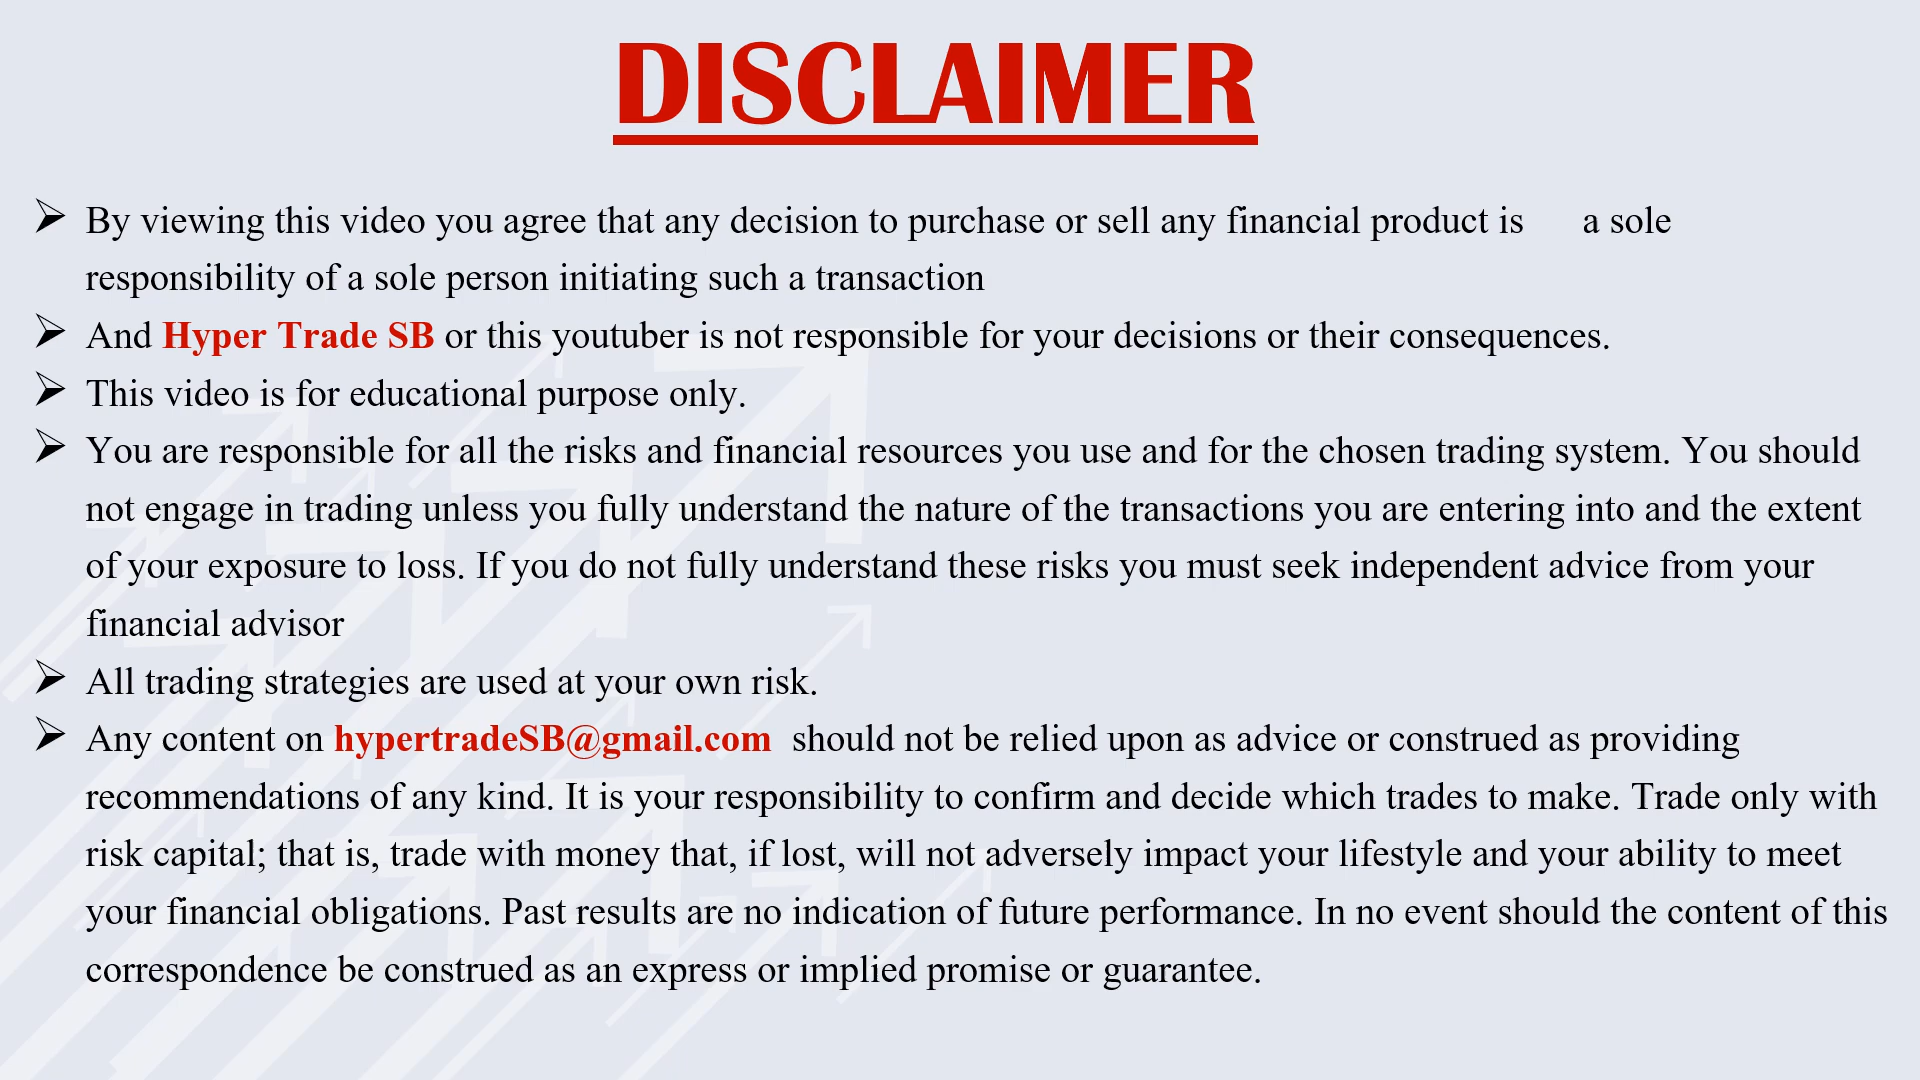 DISCLAIMER
➢ By viewing this video you agree that any decision to purchase or sell any financial product is a sole
responsibility of a sole person initiating such a transaction
➢ And Hyper Trade SB or this youtuber is not responsible for your decisions or their consequences.
➢ This video is for educational purpose only.
➢ You are responsible for all the risks and financial resources you use and for the chosen trading system. You should
not engage in trading unless you fully understand the nature of the transactions you are entering into and the extent
of your exposure to loss. If you do not fully understand these risks you must seek independent advice from your
financial advisor
➢ All trading strategies are used at your own risk.
➢ Any content on hypertradeSB@gmail.com should not be relied upon as advice or construed as providing
recommendations of any kind. It is your responsibility to confirm and decide which trades to make. Trade only with
risk capital; that is, trade with money that, if lost, will not adversely impact your lifestyle and your ability to meet
your financial obligations. Past results are no indication of future performance. In no event should the content of this
correspondence be construed as an express or implied promise or guarantee.